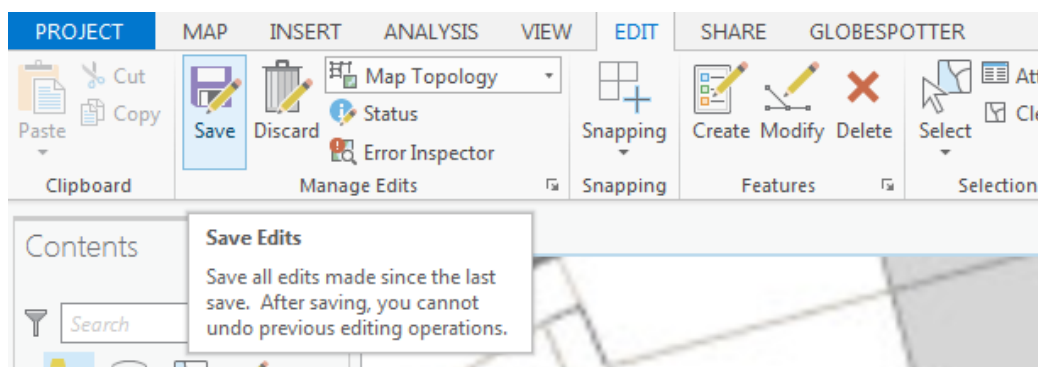 PROJECT MAP INSERT ANALYSIS VIEW EDIT SHARE GLOBESPOTTER
Cut
Copy
Paste
Save
Discard
Map Topology
Status
Error Inspector
Snapping
Create Modify Delete
Select
Att
Cle
Clipboard Manage Edits Snapping Features Selection
Contents
Search
Save Edits
Save all edits made since the last
save. After saving, you cannot
undo previous editing operations.